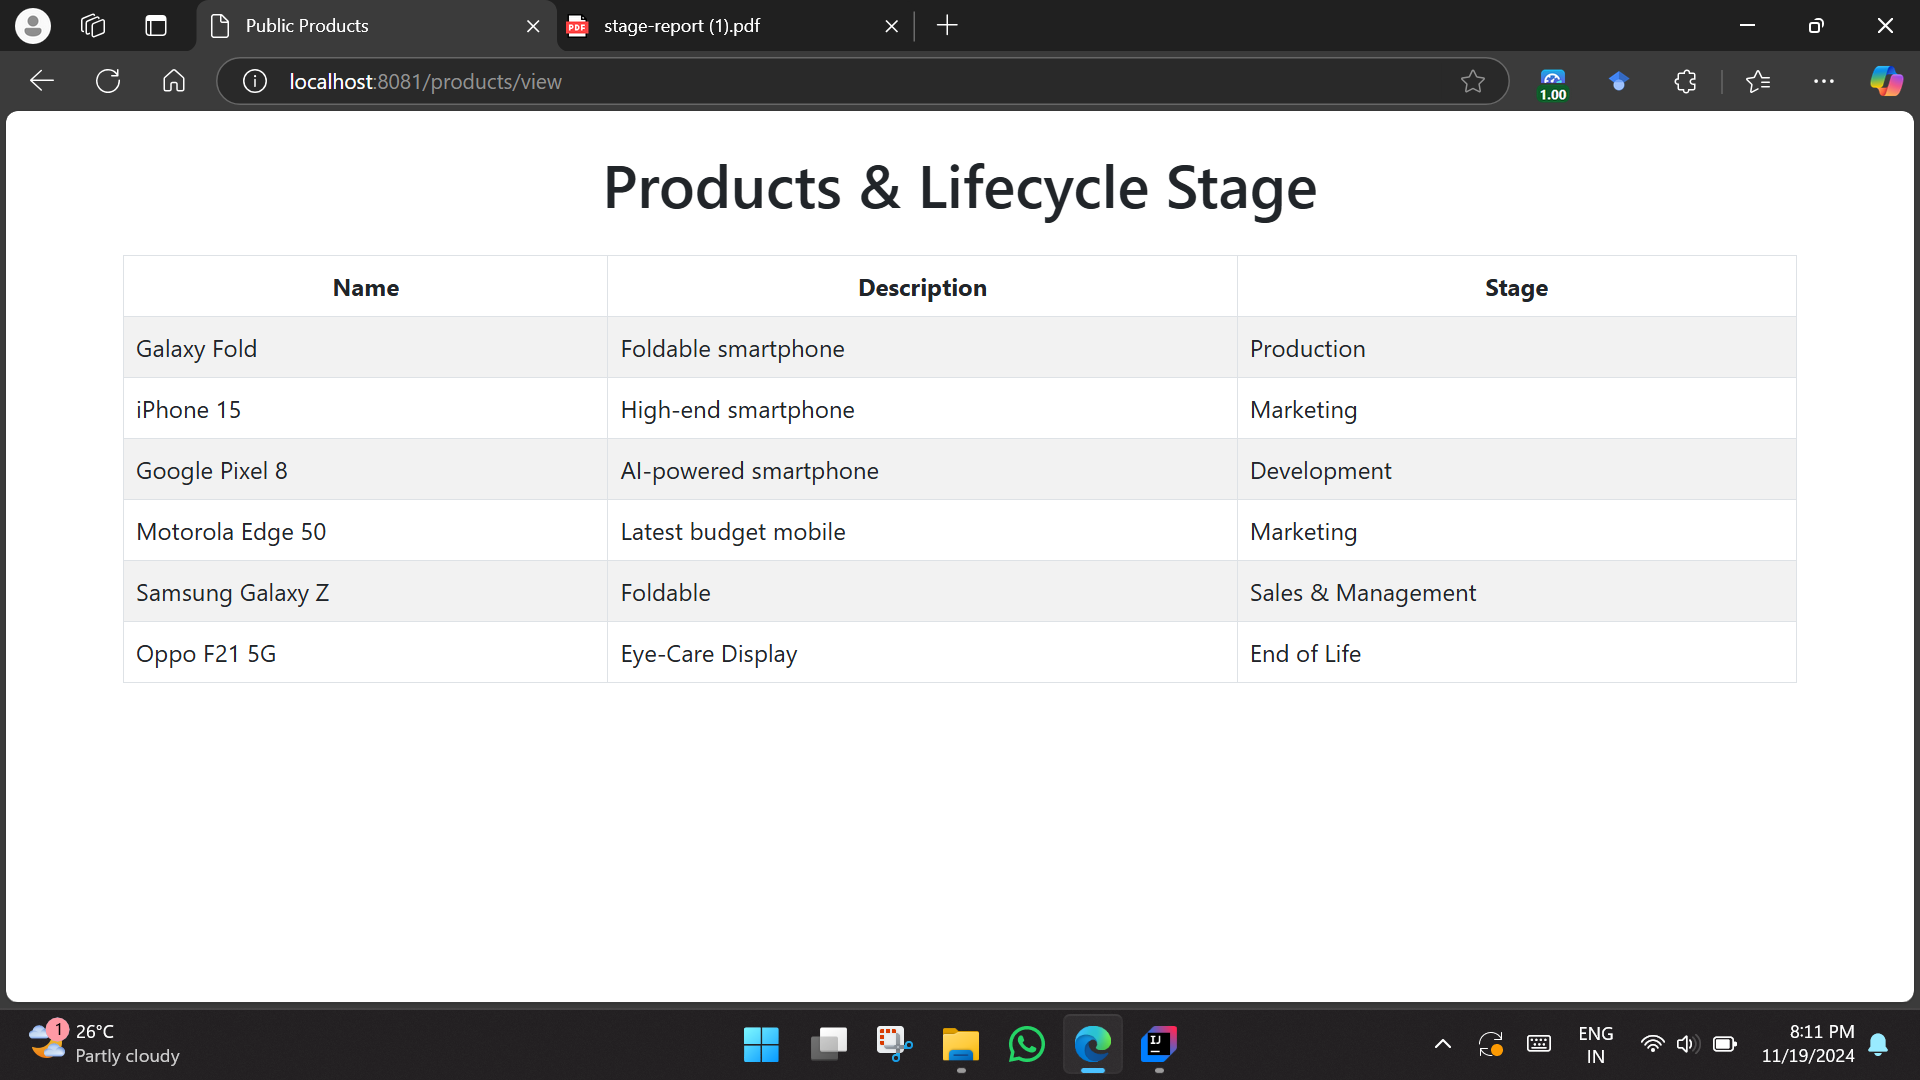 Public Products
PDF
stage-report (1).pdf
localhost:8081/products/view
1.00
Products & Lifecycle Stage
Name Description Stage
Galaxy Fold Foldable smartphone Production
iPhone 15 High-end smartphone Marketing
Google Pixel 8 AI-powered smartphone Development
Motorola Edge 50 Latest budget mobile Marketing
Samsung Galaxy Z Foldable Sales & Management
Oppo F21 5G Eye-Care Display End of Life
1
26°C
Partly cloudy
IJ
ENG
IN
8:11 PM
11/19/2024